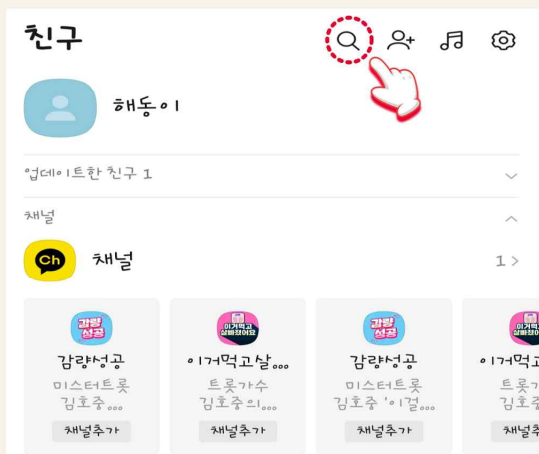 친구
해동이
업데이트한 친구 1
채널
Ch 채널 1
감량성공 이거먹고살... 감량성공 이거먹고
미스터트롯 트롯가수 미스터트롯 트롯가
김호중... 김호중의... 김호중 '이걸... 김호중
채널추가 채널추가 채널추가 채널추